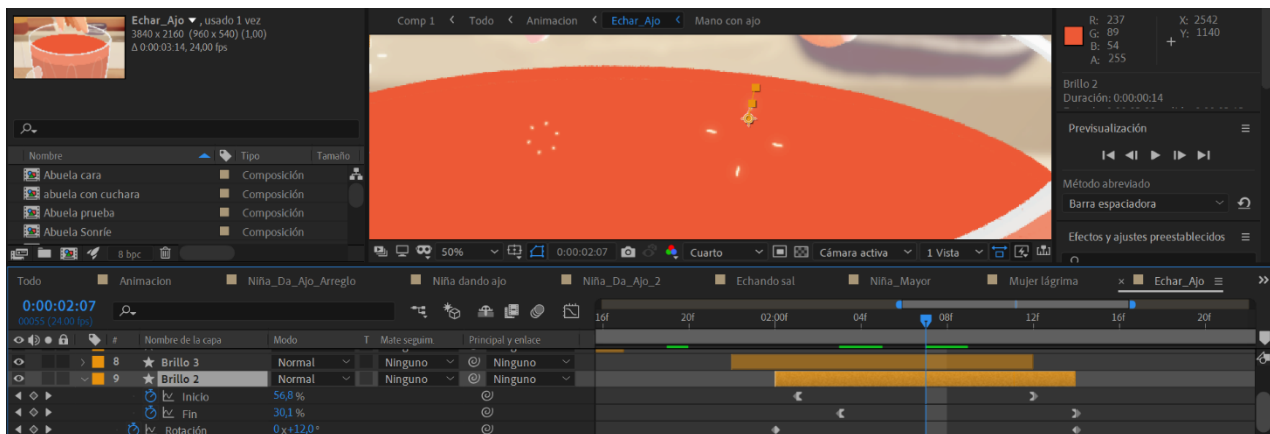 Echar_Ajo ▼, usado 1 vez
3840 x 2160 (960 x 540) (1,00)
Δ 0:00:03:14, 24,00 fps
Nombre Tipo Tamaño
Abuela cara Composición
abuela con cuchara Composición
Abuela prueba Composición
Abuela Sonríe Composición
8 bpc
Comp 1 Todo Animacion Echar_Ajo Mano con ajo
50% 0:00:02:07 Cuarto Cámara activa 1 Vista
R: 237 X: 2542
G: 89 Y: 1140
B: 54
A: 255
Brillo 2
Duración: 0:00:00:14
Previsualización
Método abreviado
Barra espaciadora
Efectos y ajustes preestablecidos
Todo Animacion Niña_Da_Ajo_Arreglo Niña dando ajo Niña_Da_Ajo_2 Echando sal Niña_Mayor Mujer lágrima × Echar_Ajo
0:00:02:07
00055 (24.00 fps)
16f 20f 02:00f 04f 08f 12f 16f 20f
# Nombre de la capa Modo T Mate seguim. Principal y enlace
8 Brillo 3 Normal Ninguno Ninguno
9 Brillo 2 Normal Ninguno Ninguno
Inicio 56,8 %
Fin 30,1 %
Rotación 0 x+12,0 °